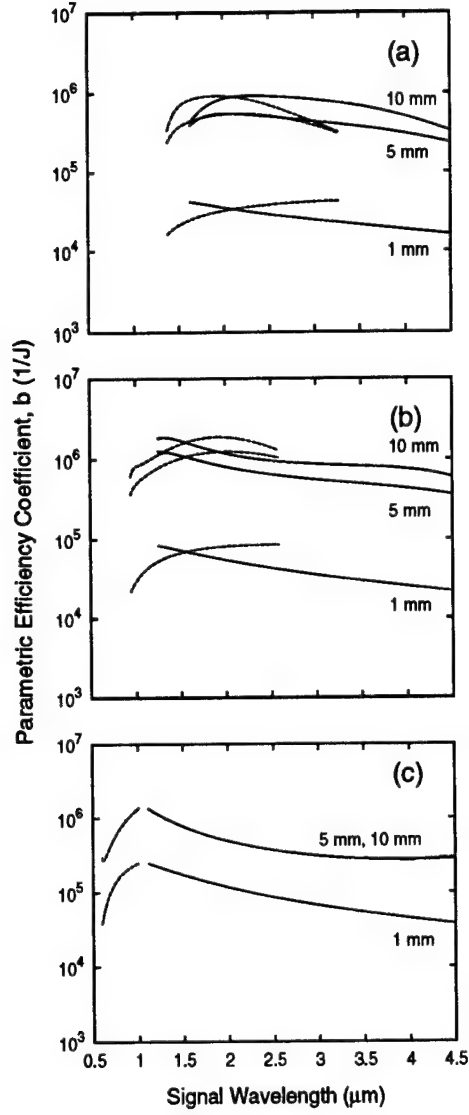 Parametric Efficiency Coefficient, b (1/J)
10⁷
10⁶
10⁵
10⁴
10³
(a)
10 mm
5 mm
1 mm
10⁷
10⁶
10⁵
10⁴
10³
(b)
10 mm
5 mm
1 mm
10⁷
10⁶
10⁵
10⁴
10³
(c)
5 mm, 10 mm
1 mm
0.5 1 1.5 2 2.5 3 3.5 4 4.5
Signal Wavelength (μm)